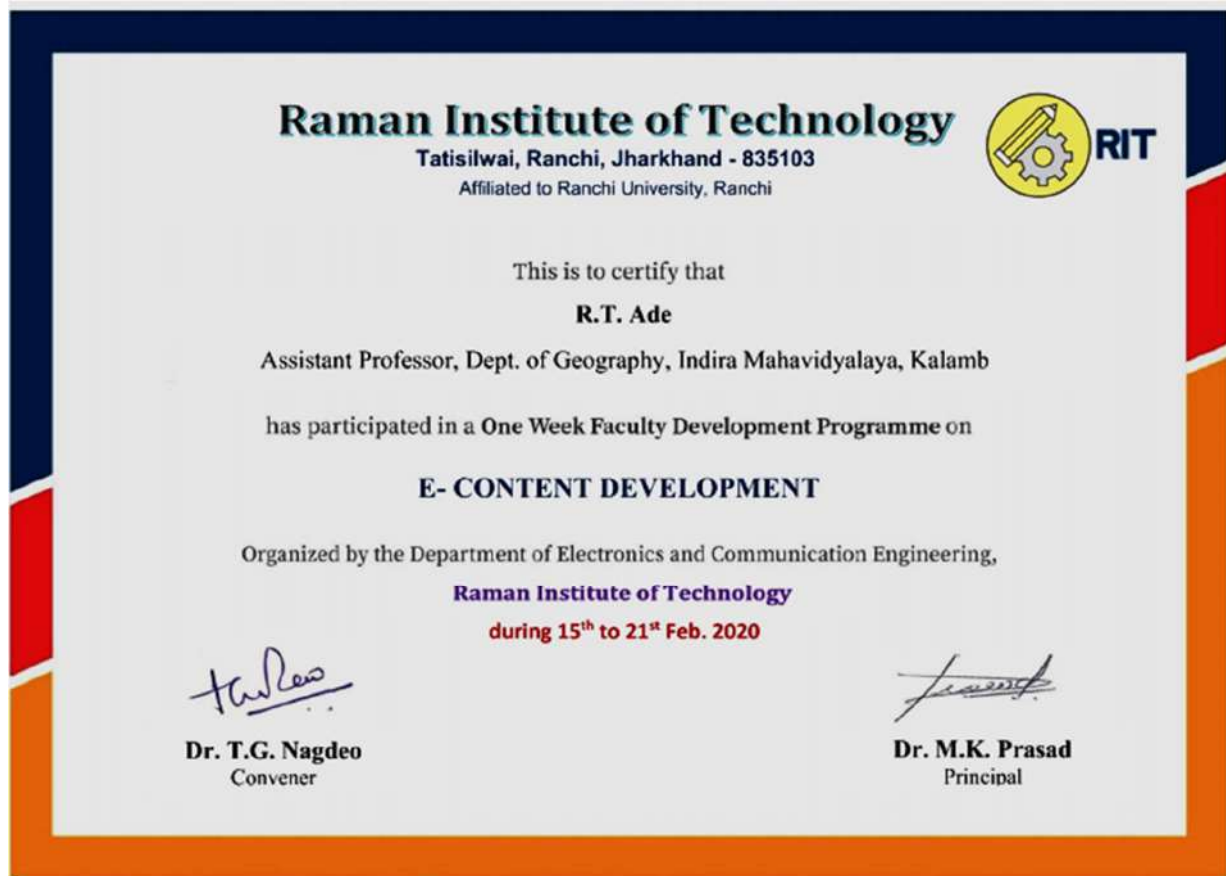 Raman Institute of Technology
RIT
Tatisilwai, Ranchi, Jharkhand - 835103
Affiliated to Ranchi University, Ranchi
This is to certify that
R.T. Ade
Assistant Professor, Dept. of Geography, Indira Mahavidyalaya, Kalamb
has participated in a One Week Faculty Development Programme on
E- CONTENT DEVELOPMENT
Organized by the Department of Electronics and Communication Engineering,
Raman Institute of Technology
during 15th to 21st Feb. 2020
Dr. T.G. Nagdeo
Convener
Dr. M.K. Prasad
Principal